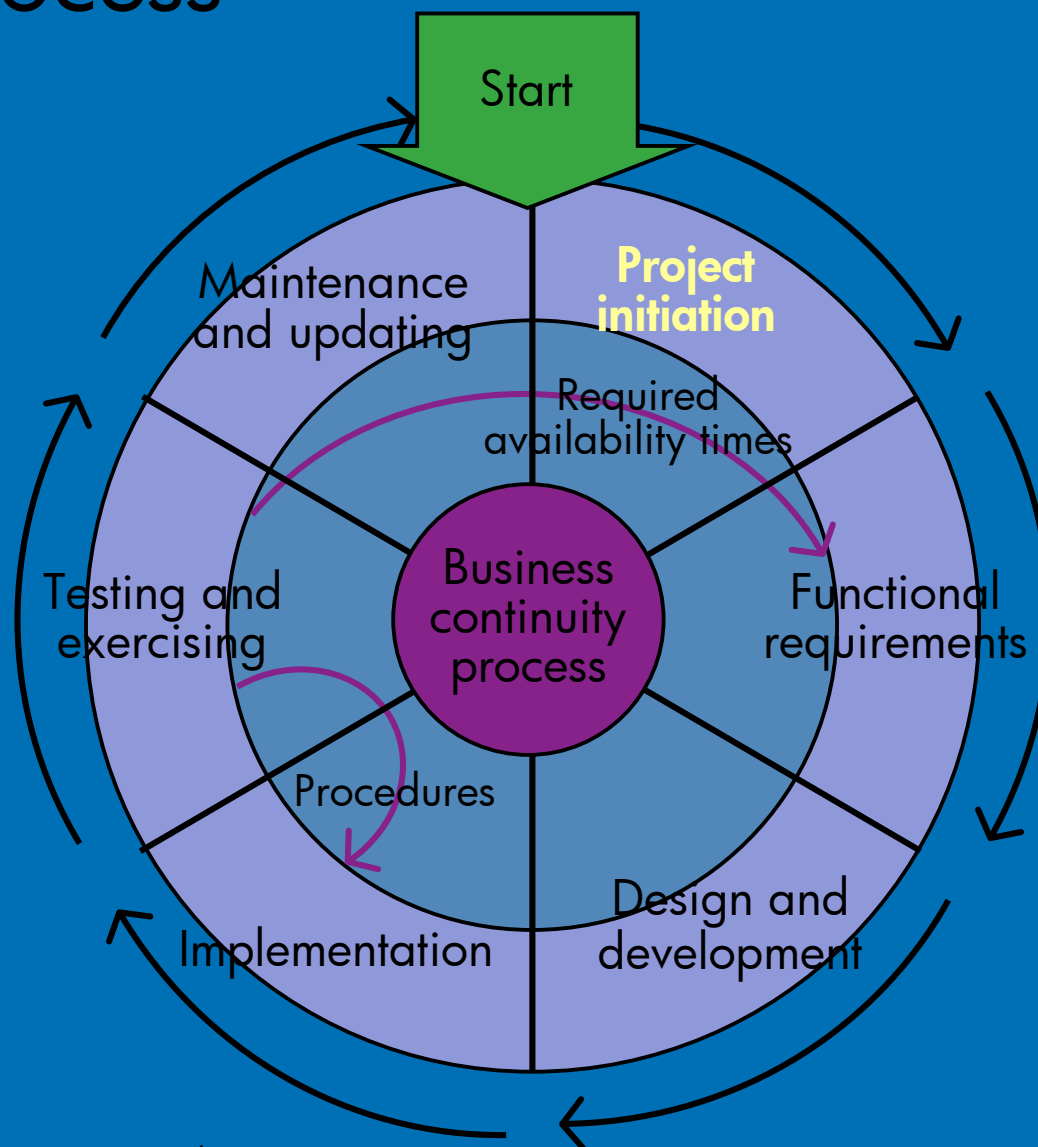 Start
Project
initiation
Maintenance
and updating
Required
availability times
Business
continuity
process
Testing and
exercising
Functional
requirements
Procedures
Design and
development
Implementation